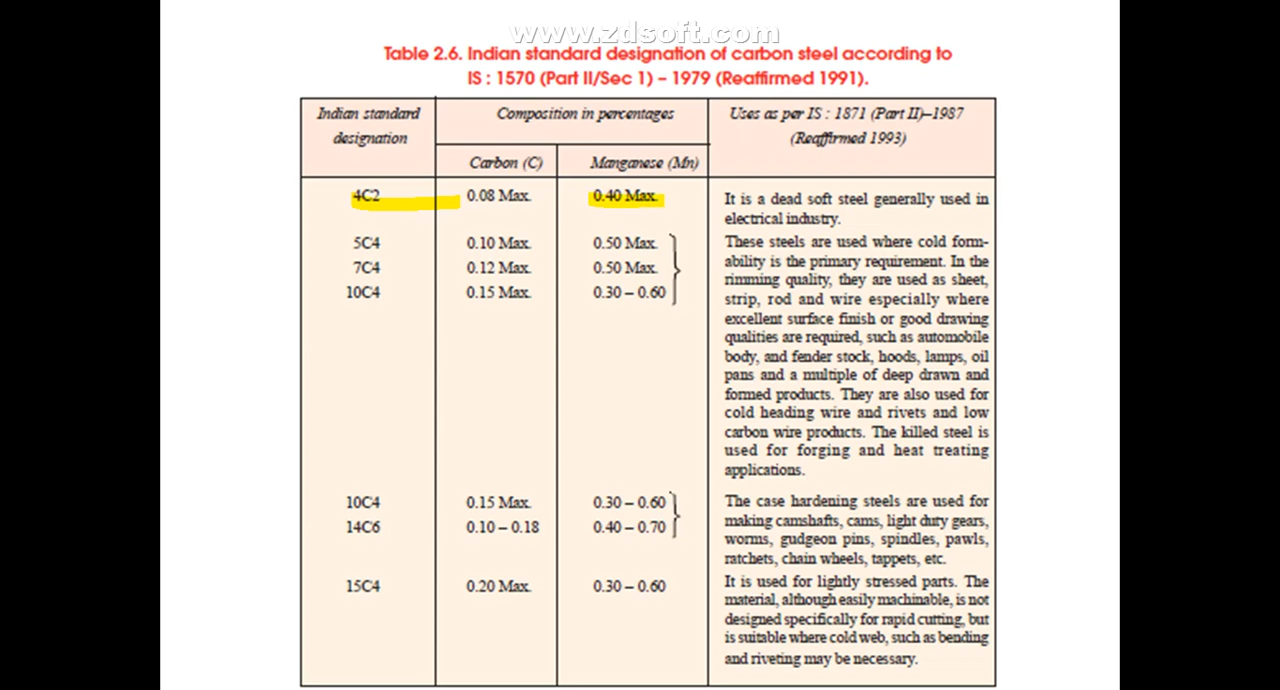 www.zdsoft.com
Table 2.6. Indian standard designation of carbon steel according to
IS : 1570 (Part II/Sec 1) – 1979 (Reaffirmed 1991).
Indian standard designation
Composition in percentages
Uses as per IS : 1871 (Part II)–1987
(Reaffirmed 1993)
Carbon (C) Manganese (Mn)
4C2 0.08 Max. 0.40 Max.
It is a dead soft steel generally used in
electrical industry.
5C4 0.10 Max. 0.50 Max.
7C4 0.12 Max. 0.50 Max.
10C4 0.15 Max. 0.30 – 0.60
These steels are used where cold form-
ability is the primary requirement. In the
rimming quality, they are used as sheet,
strip, rod and wire especially where
excellent surface finish or good drawing
qualities are required, such as automobile
body, and fender stock, hoods, lamps, oil
pans and a multiple of deep drawn and
formed products. They are also used for
cold heading wire and rivets and low
carbon wire products. The killed steel is
used for forging and heat treating
applications.
10C4 0.15 Max. 0.30 – 0.60
14C6 0.10 – 0.18 0.40 – 0.70
The case hardening steels are used for
making camshafts, cams, light duty gears,
worms, gudgeon pins, spindles, pawls,
ratchets, chain wheels, tappets, etc.
15C4 0.20 Max. 0.30 – 0.60
It is used for lightly stressed parts. The
material, although easily machinable, is not
designed specifically for rapid cutting, but
is suitable where cold web, such as bending
and riveting may be necessary.